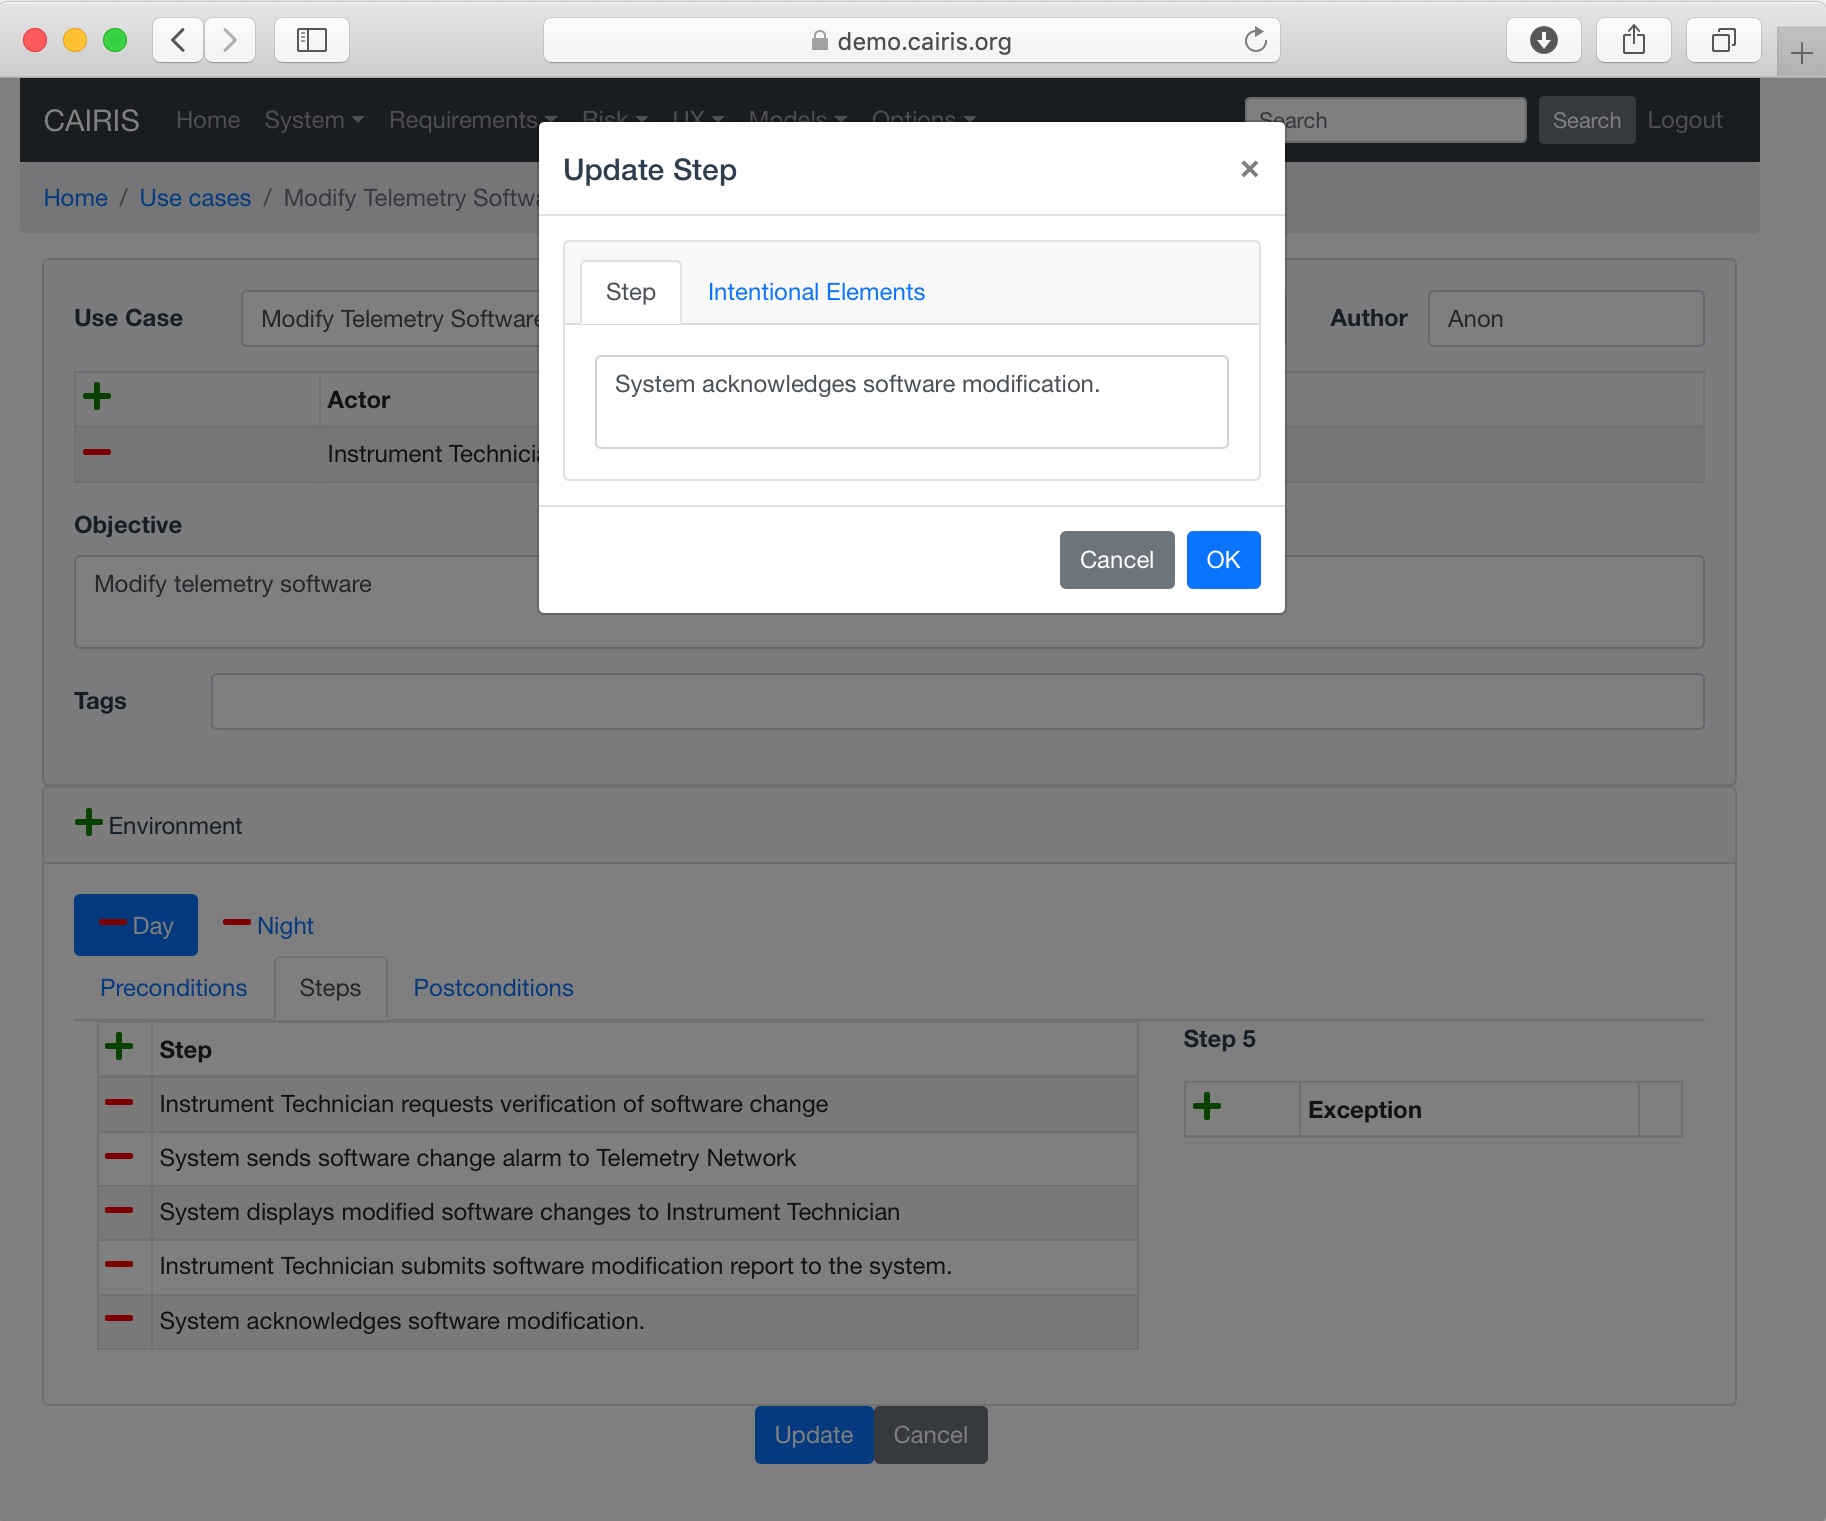 demo.cairis.org
CAIRIS Home System Requirements Risk UX Models Options Search Search Logout
Update Step ×
Home / Use cases / Modify Telemetry Softw
Step Intentional Elements
Use Case Modify Telemetry Software Author Anon
System acknowledges software modification.
Actor
Instrument Technici
Objective
Cancel OK
Modify telemetry software
Tags
Environment
Day Night
Preconditions Steps Postconditions
Step 5
Step
Exception
Instrument Technician requests verification of software change
System sends software change alarm to Telemetry Network
System displays modified software changes to Instrument Technician
Instrument Technician submits software modification report to the system.
System acknowledges software modification.
Update Cancel